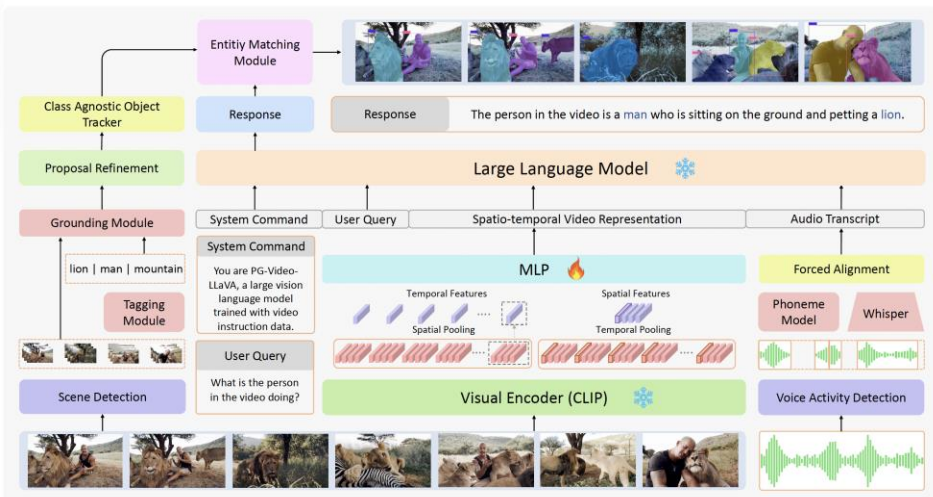 Entitiy Matching
Module
Class Agnostic Object
Tracker
Response
Response
The person in the video is a man who is sitting on the ground and petting a lion.
Proposal Refinement
Large Language Model
Grounding Module
System Command
User Query
Spatio-temporal Video Representation
Audio Transcript
lion | man | mountain
System Command
You are PG-Video-
LLaVA, a large vision
language model
trained with video
instruction data.
MLP
Forced Alignment
Tagging
Module
Temporal Features
Spatial Features
Spatial Pooling
Temporal Pooling
Phoneme
Model
Whisper
User Query
What is the person
in the video doing?
Scene Detection
Visual Encoder (CLIP)
Voice Activity Detection